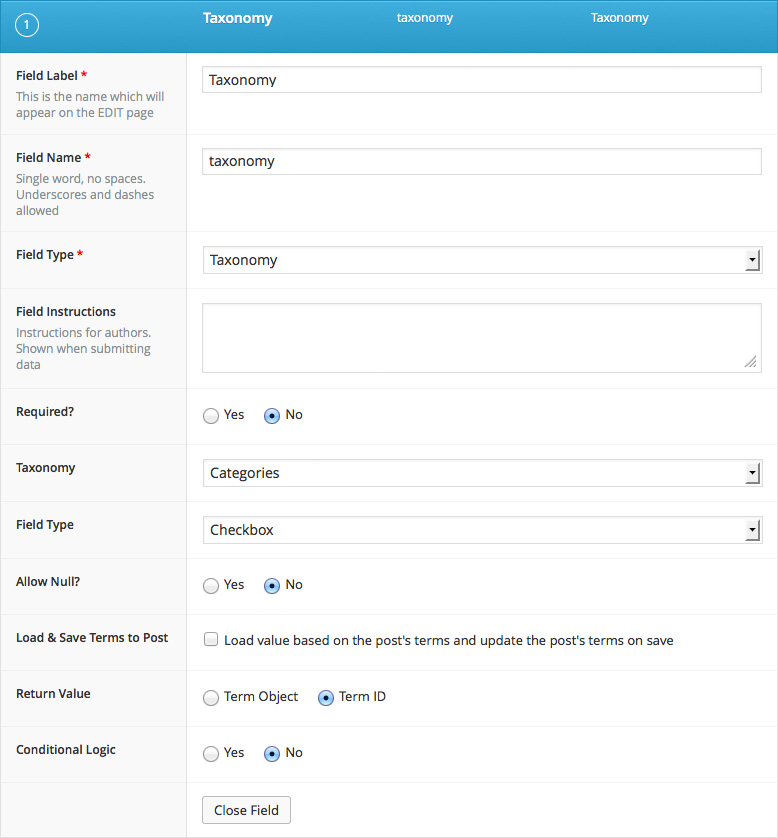 1 Taxonomy taxonomy Taxonomy
Field Label *
This is the name which will
appear on the EDIT page
Taxonomy
Field Name *
Single word, no spaces.
Underscores and dashes
allowed
taxonomy
Field Type *
Taxonomy
Field Instructions
Instructions for authors.
Shown when submitting
data
Required?
Yes No
Taxonomy
Categories
Field Type
Checkbox
Allow Null?
Yes No
Load & Save Terms to Post
Load value based on the post's terms and update the post's terms on save
Return Value
Term Object Term ID
Conditional Logic
Yes No
Close Field